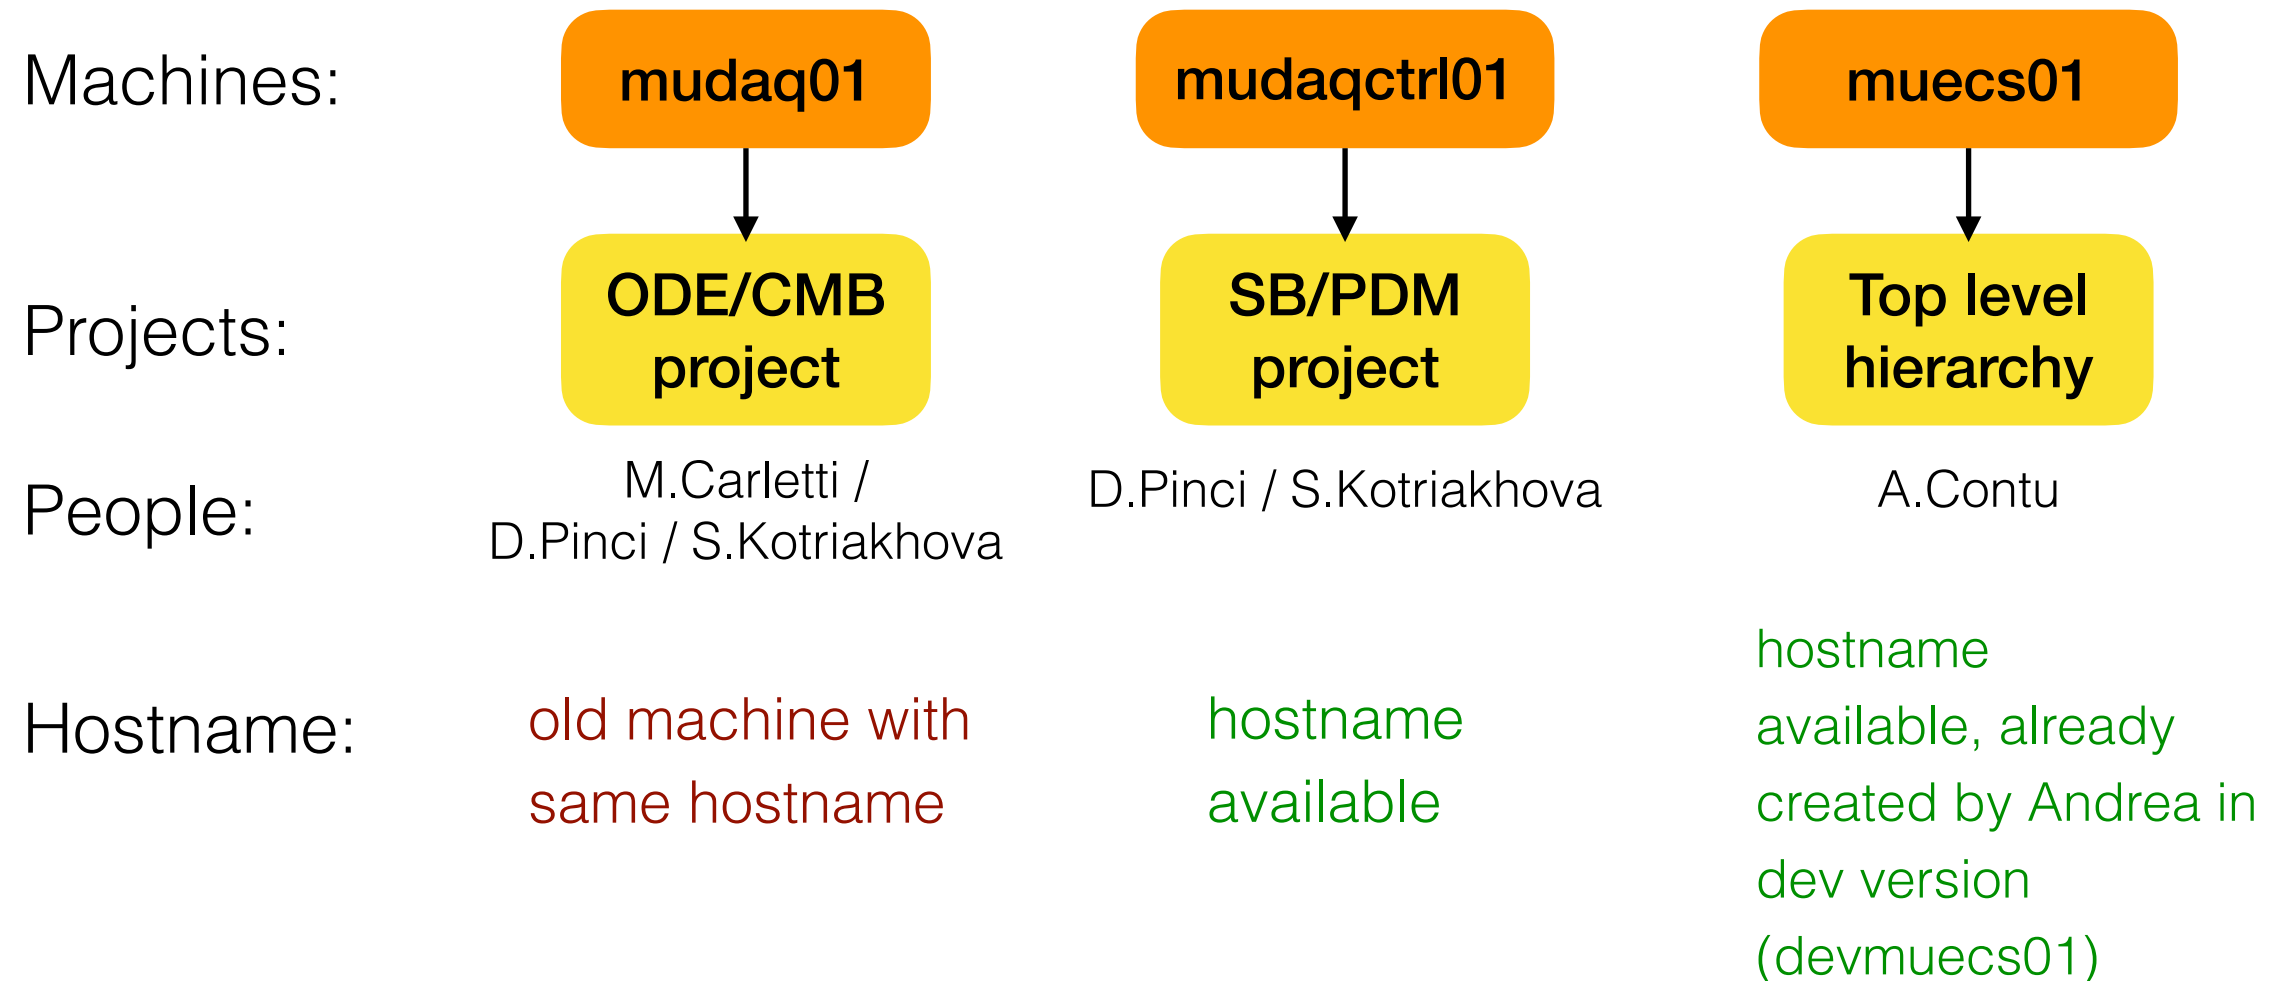 Machines:
mudaq01
mudaqctrl01
muecs01
Projects:
ODE/CMB
project
SB/PDM
project
Top level
hierarchy
People:
M.Carletti /
D.Pinci / S.Kotriakhova
D.Pinci / S.Kotriakhova
A.Contu
Hostname:
old machine with
same hostname
hostname
available
hostname
available, already
created by Andrea in
dev version
(devmuecs01)